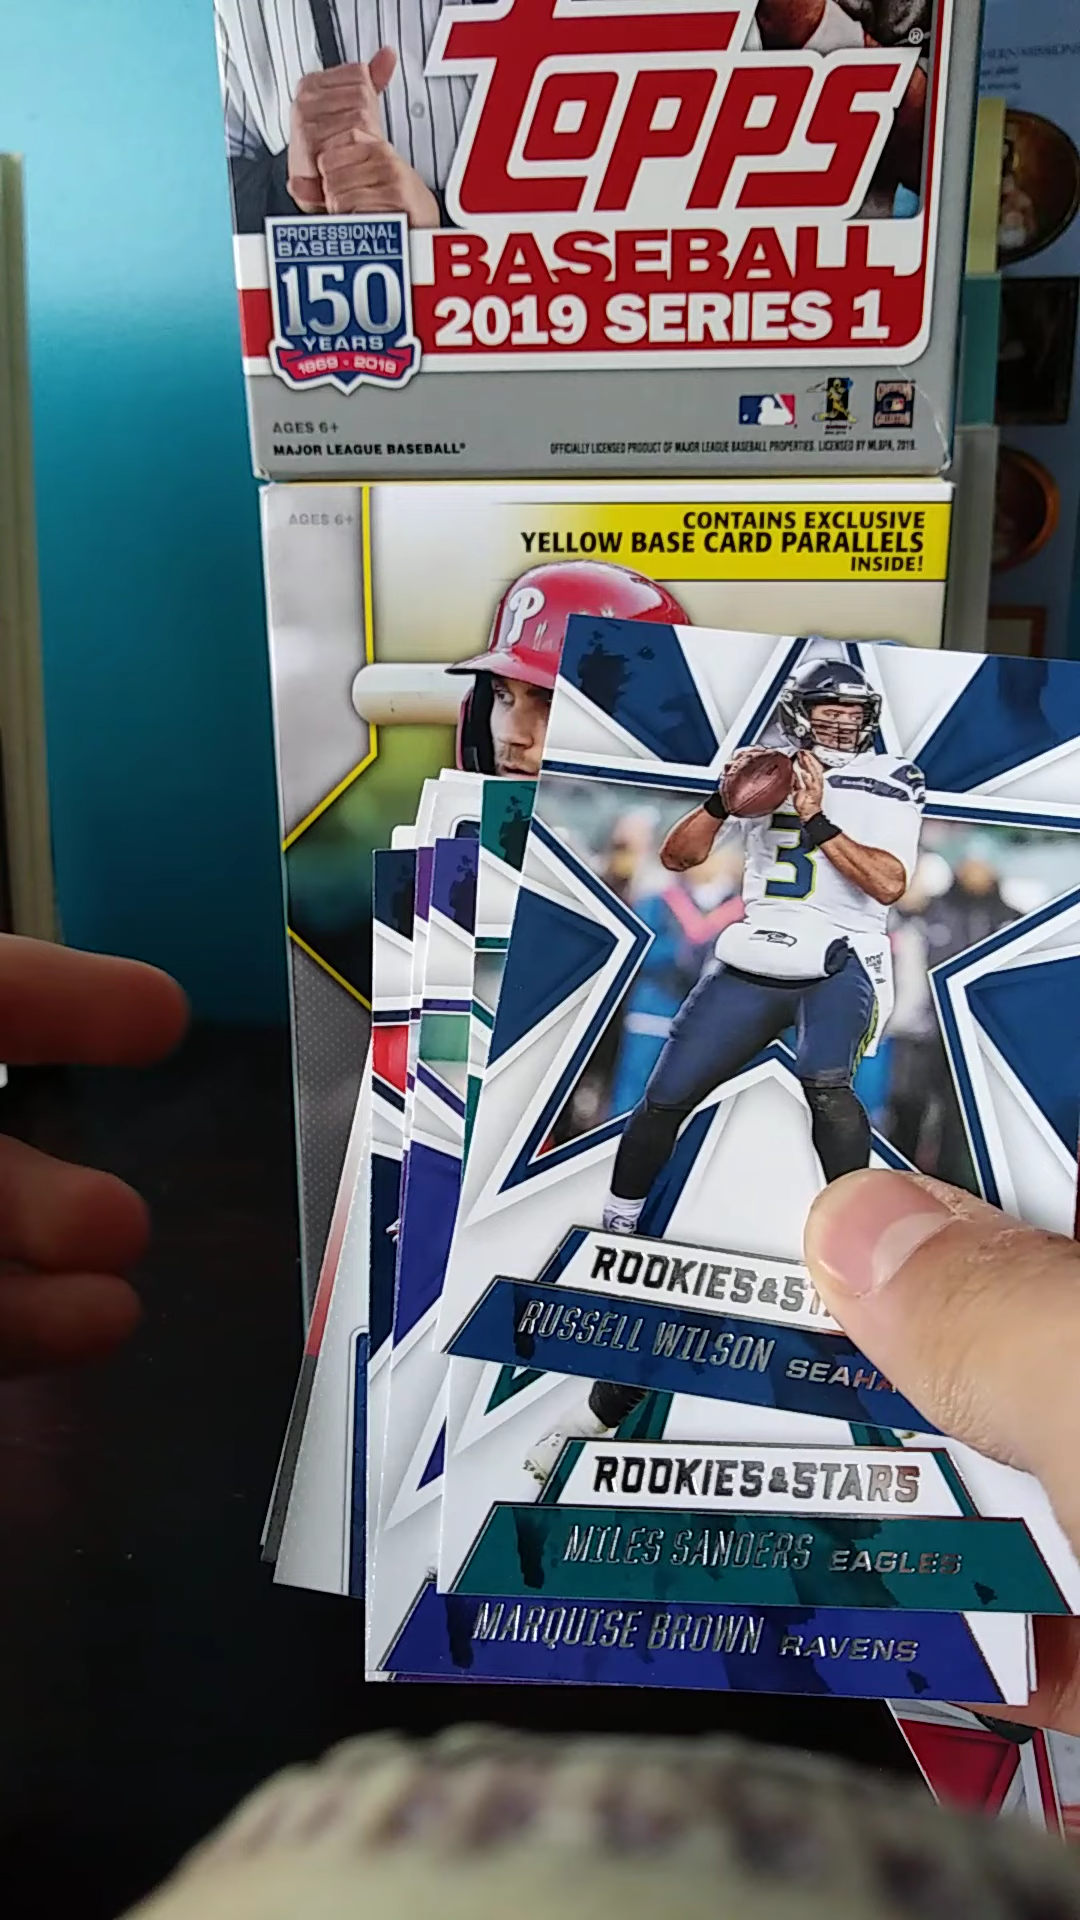 TOPPS
®
BASEBALL
2019 SERIES 1
PROFESSIONAL
BASEBALL
150
YEARS
1869 - 2019
AGES 6+
MAJOR LEAGUE BASEBALL®
OFFICIALLY LICENSED PRODUCT OF MAJOR LEAGUE BASEBALL PROPERTIES. LICENSED BY MLBPA, 2019.
AGES 6+
CONTAINS EXCLUSIVE
YELLOW BASE CARD PARALLELS
INSIDE!
P
3
ROOKIES&ST
RUSSELL WILSON SEAHA
ROOKIES&STARS
MILES SANDERS EAGLES
MARQUISE BROWN RAVENS